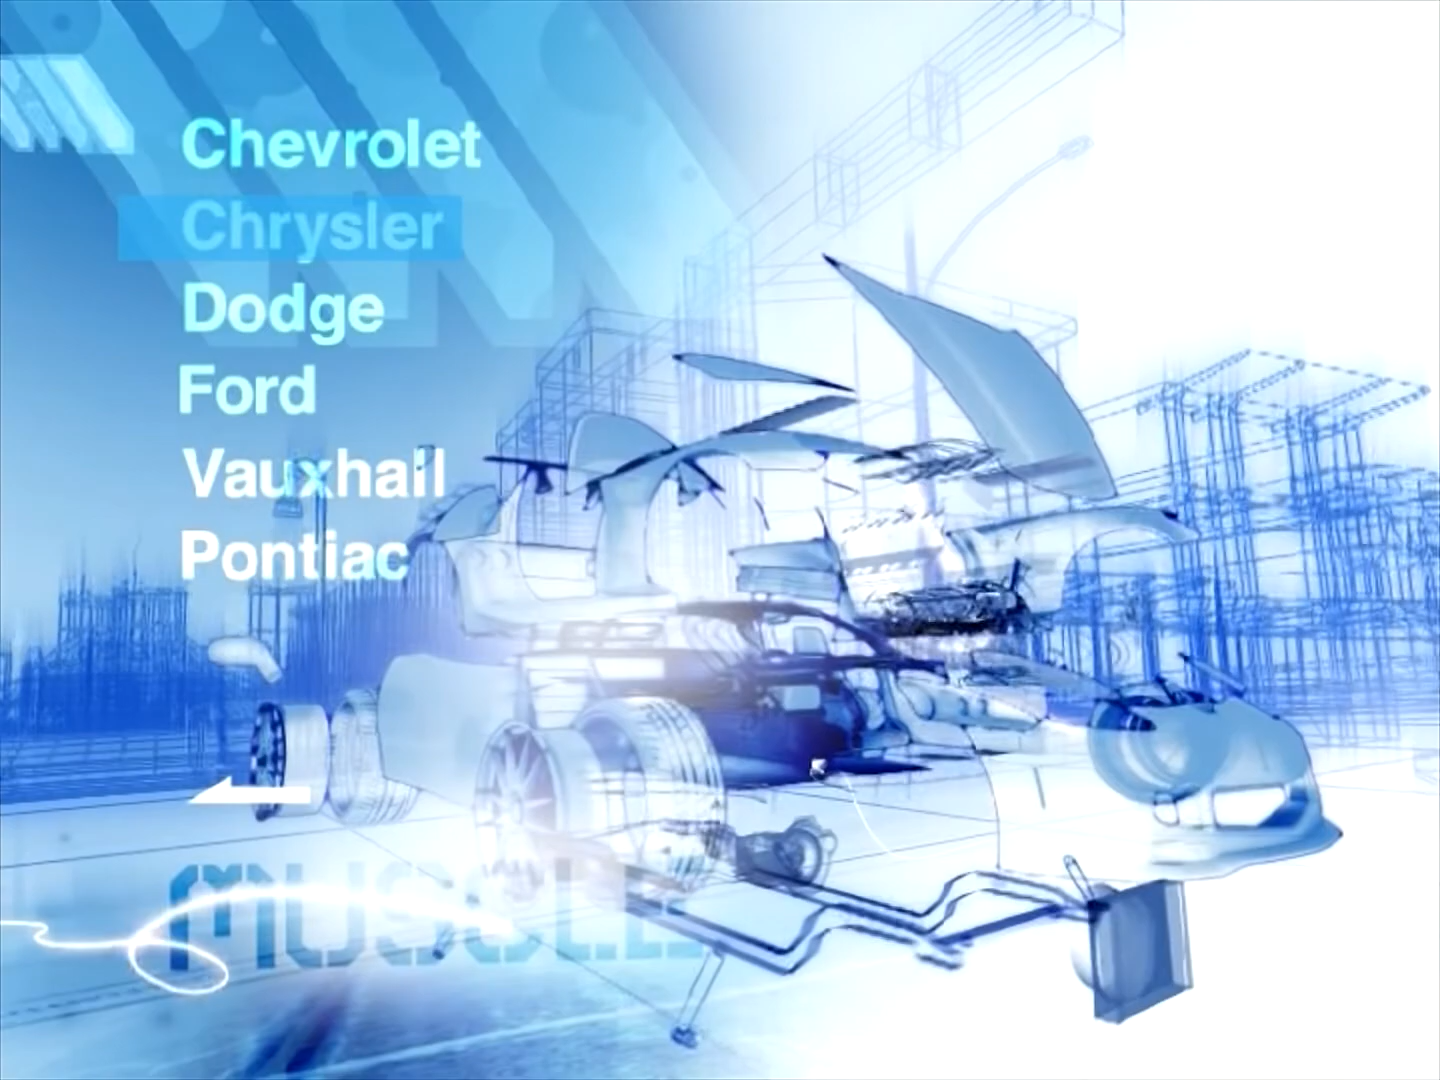 Chevrolet
Chrysler
Dodge
Ford
Vauxhall
Pontiac
MUSCLE